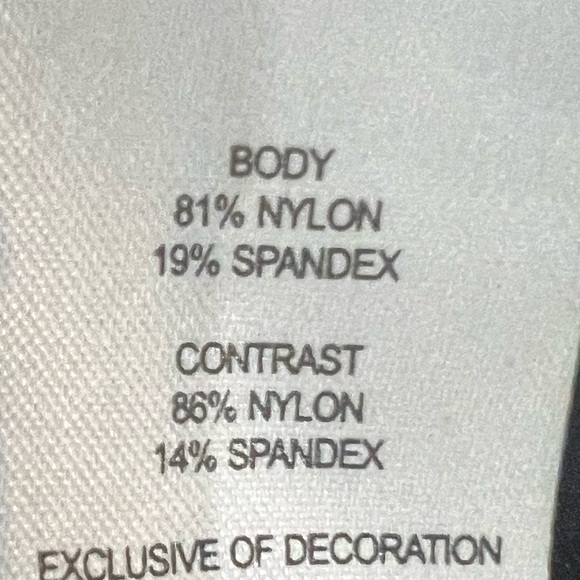 BODY
81% NYLON
19% SPANDEX
CONTRAST
86% NYLON
14% SPANDEX
EXCLUSIVE OF DECORATION